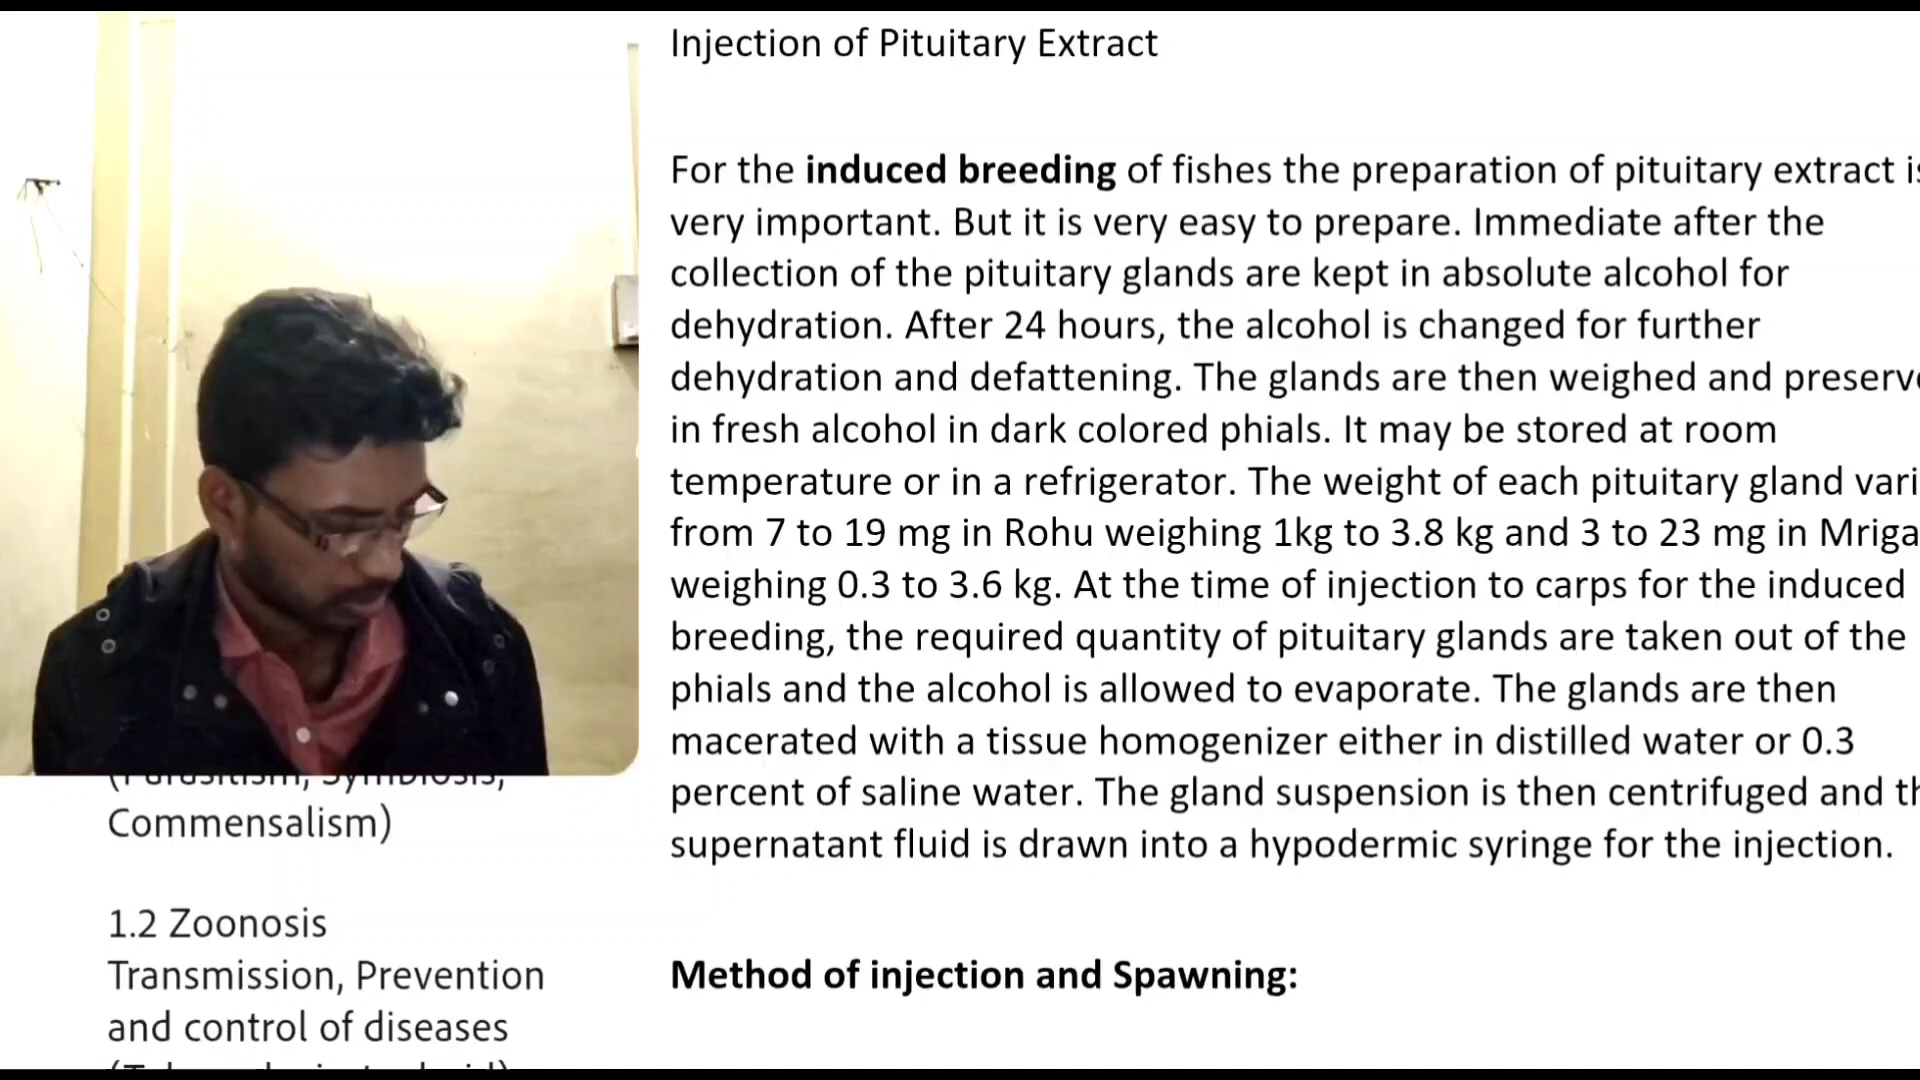 Injection of Pituitary Extract
For the induced breeding of fishes the preparation of pituitary extract
very important. But it is very easy to prepare. Immediate after the
collection of the pituitary glands are kept in absolute alcohol for
dehydration. After 24 hours, the alcohol is changed for further
dehydration and defattening. The glands are then weighed and
in fresh alcohol in dark colored phials. It may be stored at room
temperature or in a refrigerator. The weight of each pituitary gland
from 7 to 19 mg in Rohu weighing 1kg to 3.8 kg and 3 to 23 mg in
weighing 0.3 to 3.6 kg. At the time of injection to carps for the induced
breeding, the required quantity of pituitary glands are taken out of the
phials and the alcohol is allowed to evaporate. The glands are then
macerated with a tissue homogenizer either in distilled water or 0.3
percent of saline water. The gland suspension is then centrifuged and
supernatant fluid is drawn into a hypodermic syringe for the injection.
Method of injection and Spawning:
(Parasitism, Symbiosis,
Commensalism)
1.2 Zoonosis
Transmission, Prevention
and control of diseases